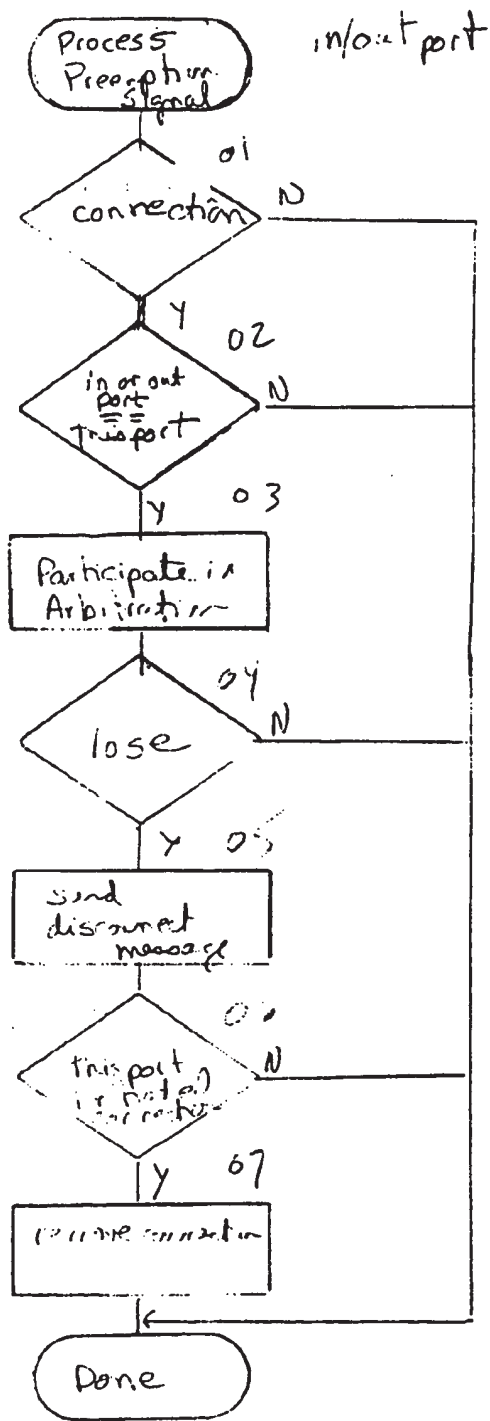 Process
Preemption
Signal
in/out port
01
connection
N
Y
02
in or out
port
==
this port
N
Y
03
Participate in
Arbitration
04
lose
N
Y
05
send
disconnect
message
N
this port
Y
07
connection
Done